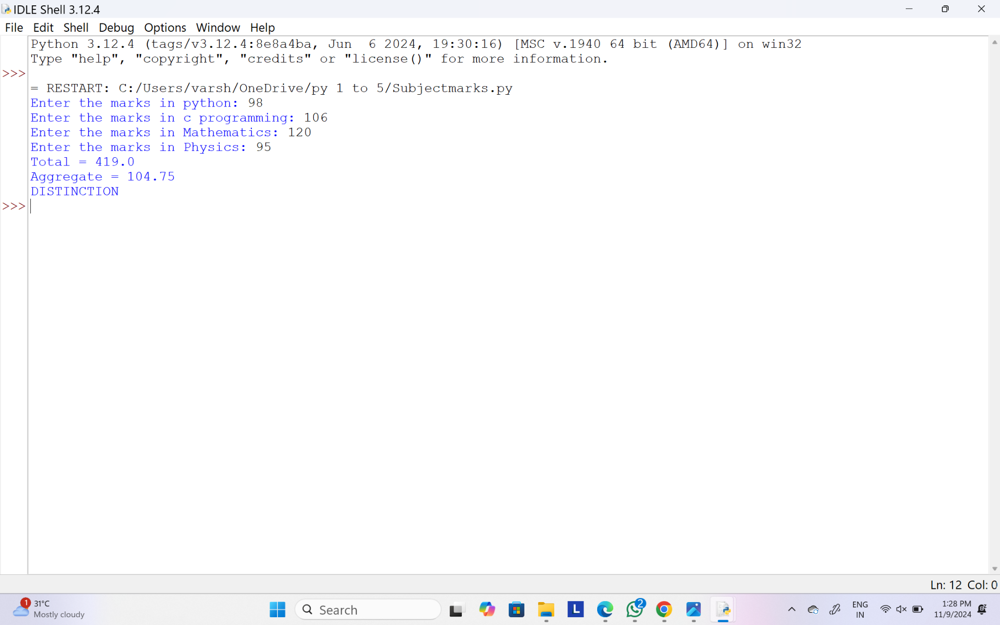 IDLE Shell 3.12.4
File Edit Shell Debug Options Window Help
Python 3.12.4 (tags/v3.12.4:8e8a4ba, Jun  6 2024, 19:30:16) [MSC v.1940 64 bit (AMD64)] on win32
Type "help", "copyright", "credits" or "license()" for more information.
>>>
= RESTART: C:/Users/varsh/OneDrive/py 1 to 5/Subjectmarks.py
Enter the marks in python: 98
Enter the marks in c programming: 106
Enter the marks in Mathematics: 120
Enter the marks in Physics: 95
Total = 419.0
Aggregate = 104.75
DISTINCTION
>>>
Ln: 12 Col: 0
1 31°C
Mostly cloudy
Search
L
2
ENG
IN
1:28 PM
11/9/2024